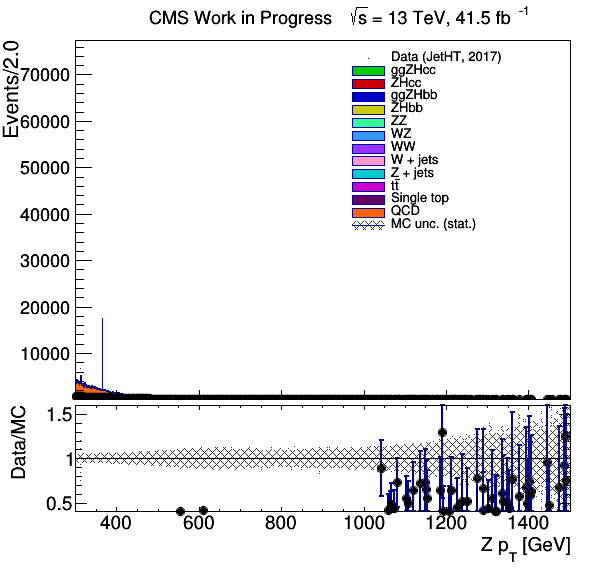 CMS Work in Progress √s = 13 TeV, 41.5 fb -1
Events/2.0
70000
60000
50000
40000
30000
20000
10000
Data (JetHT, 2017)
ggZHcc
ZHcc
ggZHbb
ZHbb
ZZ
WZ
WW
W + jets
Z + jets
tt̄
Single top
QCD
MC unc. (stat.)
Data/MC
1.5
1
0.5
400 600 800 1000 1200 1400
Z pT [GeV]